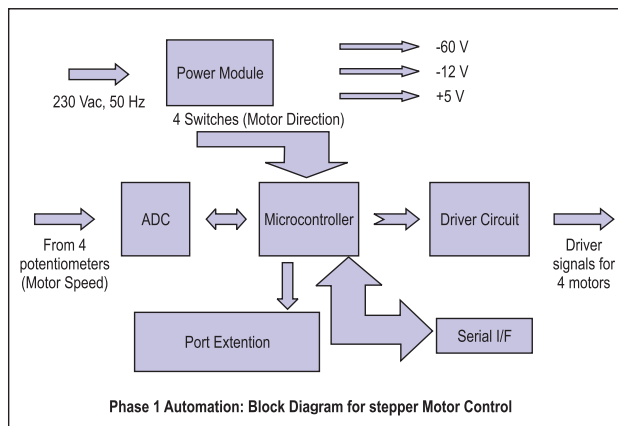 Power Module
-60 V
-12 V
+5 V
230 Vac, 50 Hz
4 Switches (Motor Direction)
ADC
Microcontroller
Driver Circuit
From 4
potentiometers
(Motor Speed)
Driver
signals for
4 motors
Port Extention
Serial I/F
Phase 1 Automation: Block Diagram for stepper Motor Control